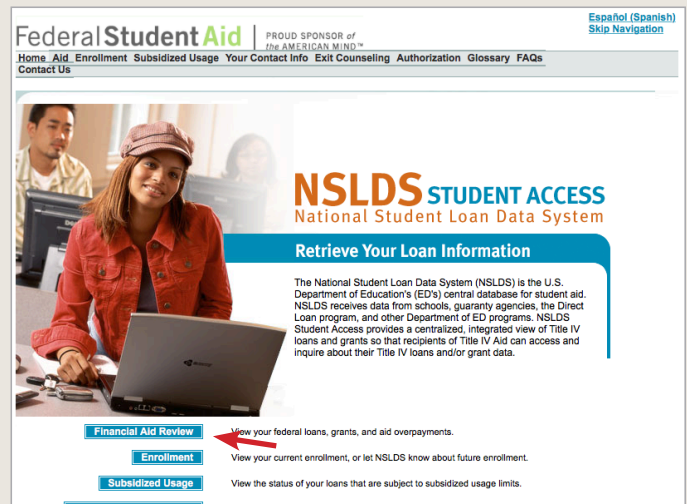 Español (Spanish)
Skip Navigation
Federal Student Aid
PROUD SPONSOR of
the AMERICAN MIND™
Home Aid Enrollment Subsidized Usage Your Contact Info Exit Counseling Authorization Glossary FAQs
Contact Us
NSLDS STUDENT ACCESS
National Student Loan Data System
Retrieve Your Loan Information
The National Student Loan Data System (NSLDS) is the U.S.
Department of Education's (ED's) central database for student aid.
NSLDS receives data from schools, guaranty agencies, the Direct
Loan program, and other Department of ED programs. NSLDS
Student Access provides a centralized, integrated view of Title IV
loans and grants so that recipients of Title IV Aid can access and
inquire about their Title IV loans and/or grant data.
Financial Aid Review View your federal loans, grants, and aid overpayments.
Enrollment View your current enrollment, or let NSLDS know about future enrollment.
Subsidized Usage View the status of your loans that are subject to subsidized usage limits.